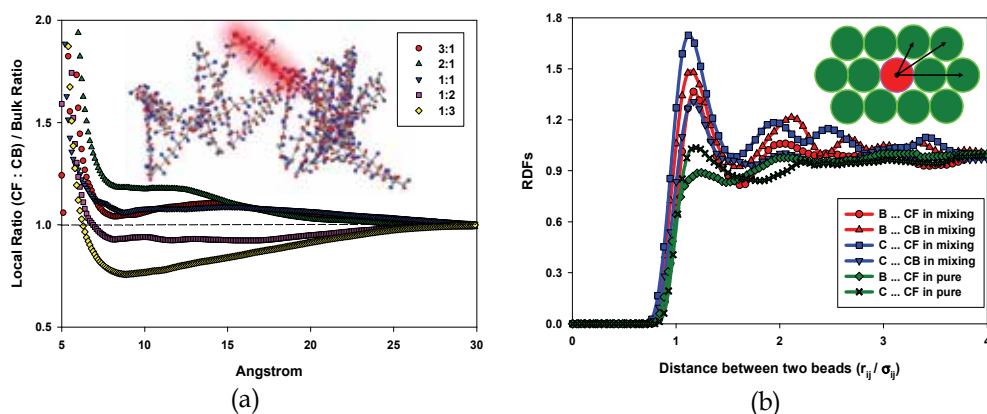 Local Ratio (CF : CB) / Bulk Ratio
2.0
1.5
1.0
0.5
3:1
2:1
1:1
1:2
1:3
5 10 15 20 25 30
Angstrom
(a)
RDFs
1.8
1.5
1.2
0.9
0.6
0.3
0.0
B ... CF in mixing
B ... CB in mixing
C ... CF in mixing
C ... CB in mixing
B ... CF in pure
C ... CF in pure
0 1 2 3 4
Distance between two beads (r_ij / σ_ij)
(b)